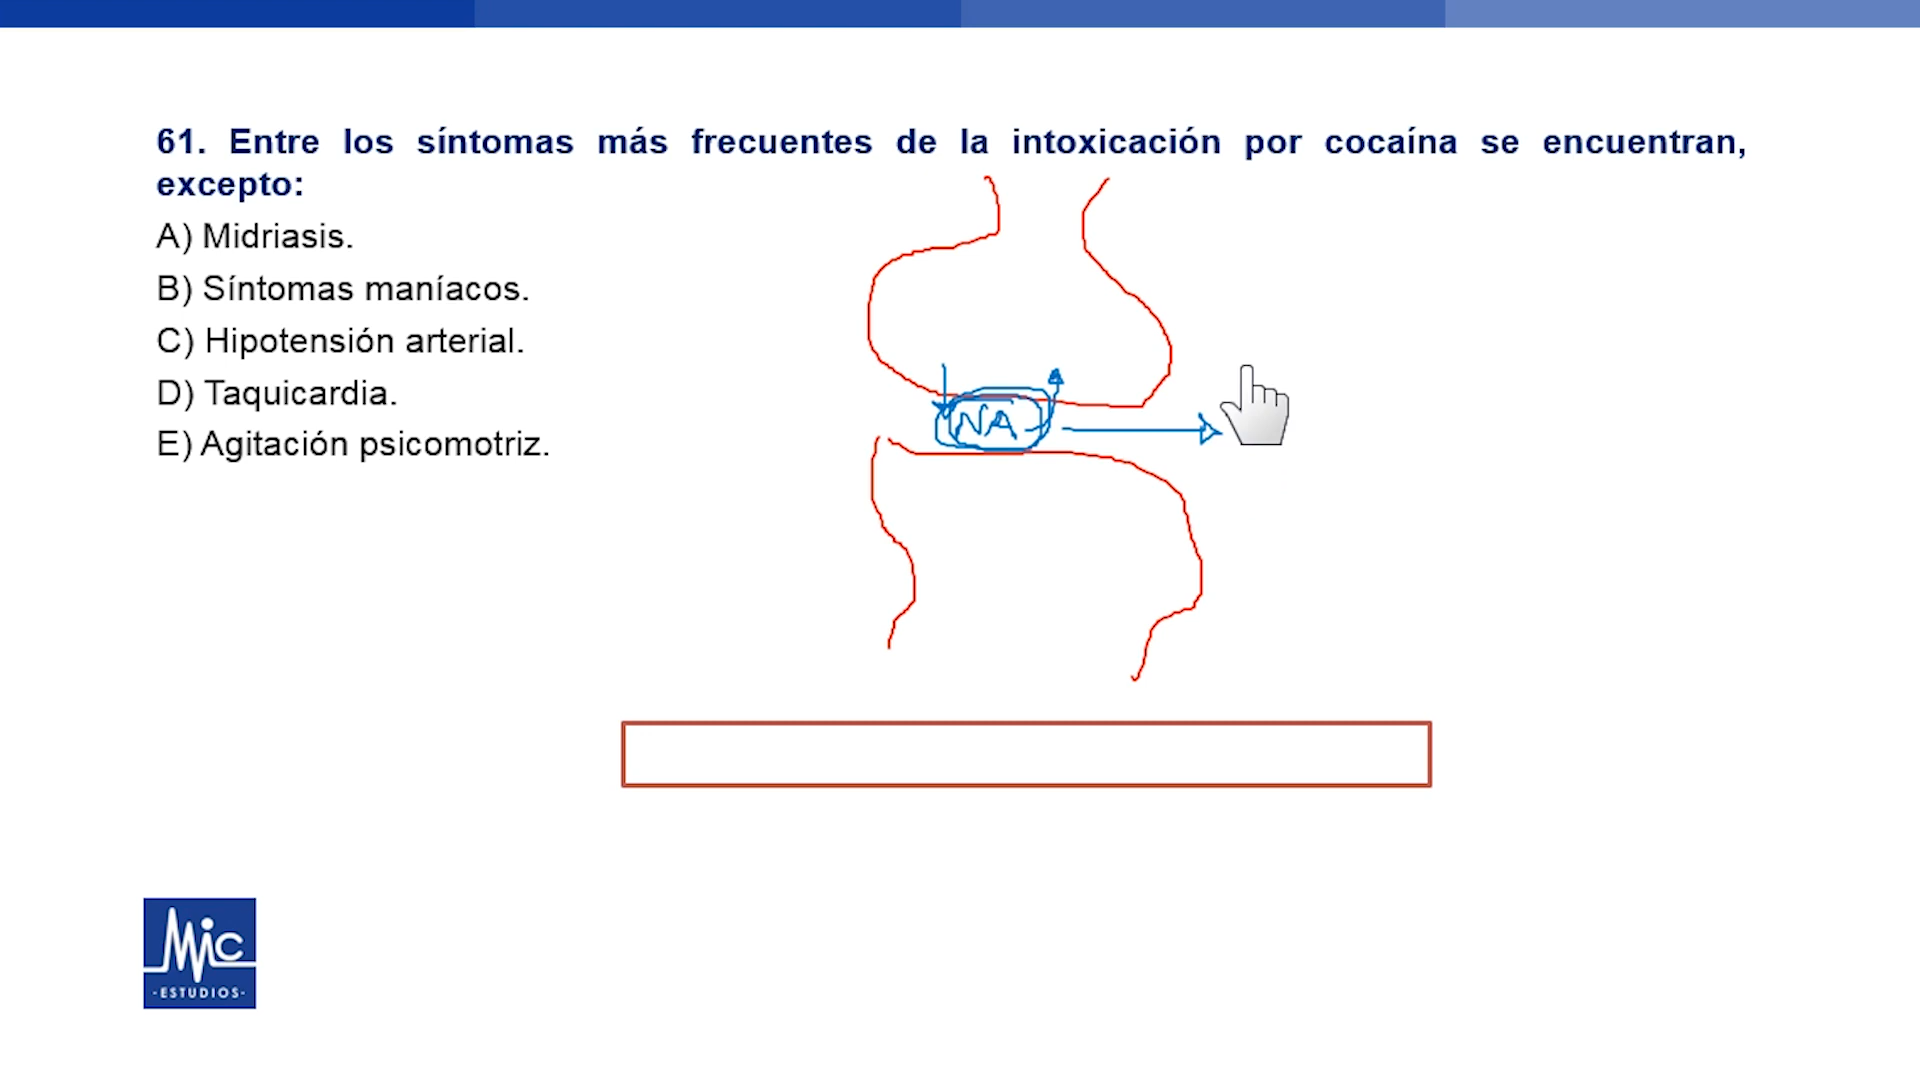 61. Entre los síntomas más frecuentes de la intoxicación por cocaína se encuentran,
excepto:
A) Midriasis.
B) Síntomas maníacos.
C) Hipotensión arterial.
D) Taquicardia.
E) Agitación psicomotriz.
NA
Mic
·ESTUDIOS·